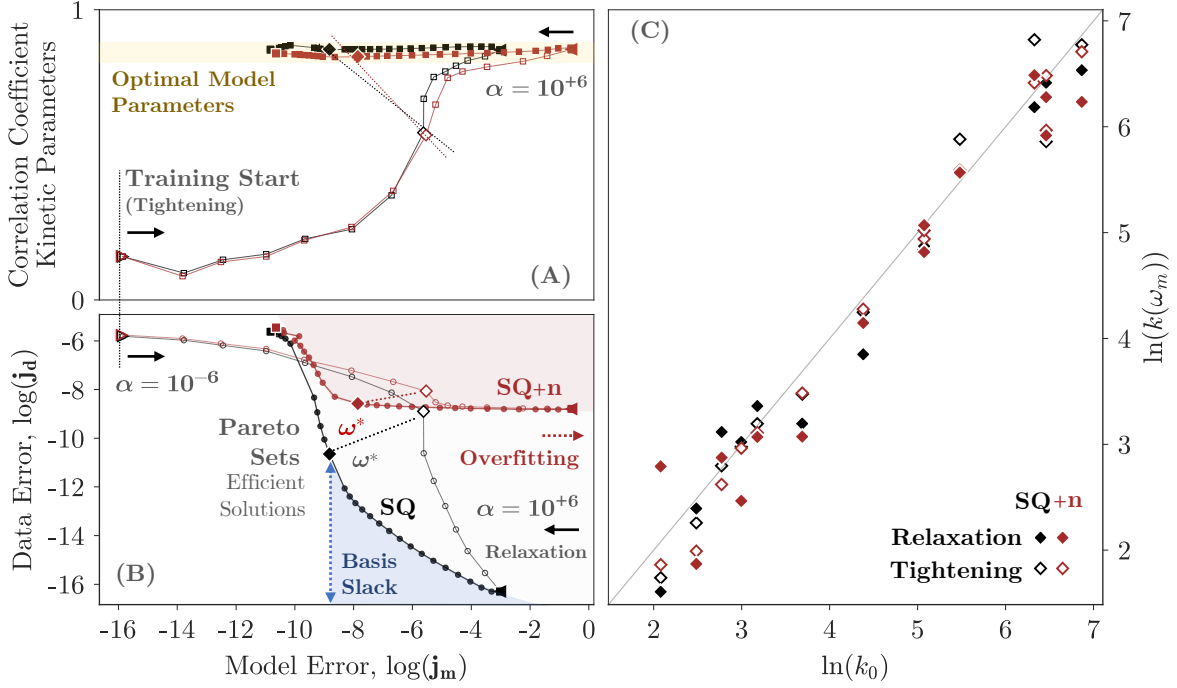 Correlation Coefficient
Kinetic Parameters
1
0
Optimal Model
Parameters
α = 10⁺⁶
Training Start
(Tightening)
(A)
Data Error, log(j_d)
-6
-8
-10
-12
-14
-16
α = 10⁻⁶
SQ+n
Pareto
Sets
Efficient
Solutions
ω*
ω*
Overfitting
SQ
α = 10⁺⁶
Relaxation
Basis
Slack
(B)
-16
-14
-12
-10
-8
-6
-4
-2
0
Model Error, log(j_m)
(C)
7
6
5
4
3
2
ln(k(ω_m))
SQ+n
Relaxation
Tightening
2
3
4
5
6
7
ln(k₀)